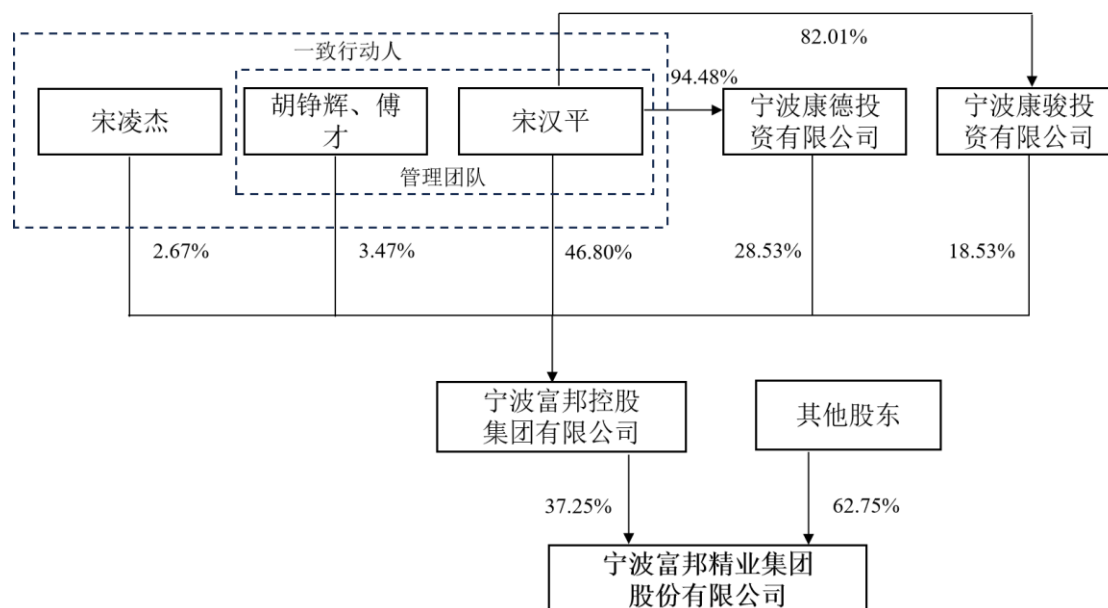 82.01%
一致行动人
94.48%
宋凌杰
胡铮辉、傅
才
宋汉平
宁波康德投
资有限公司
宁波康骏投
资有限公司
管理团队
2.67%
3.47%
46.80%
28.53%
18.53%
宁波富邦控股
集团有限公司
其他股东
37.25%
62.75%
宁波富邦精业集团
股份有限公司